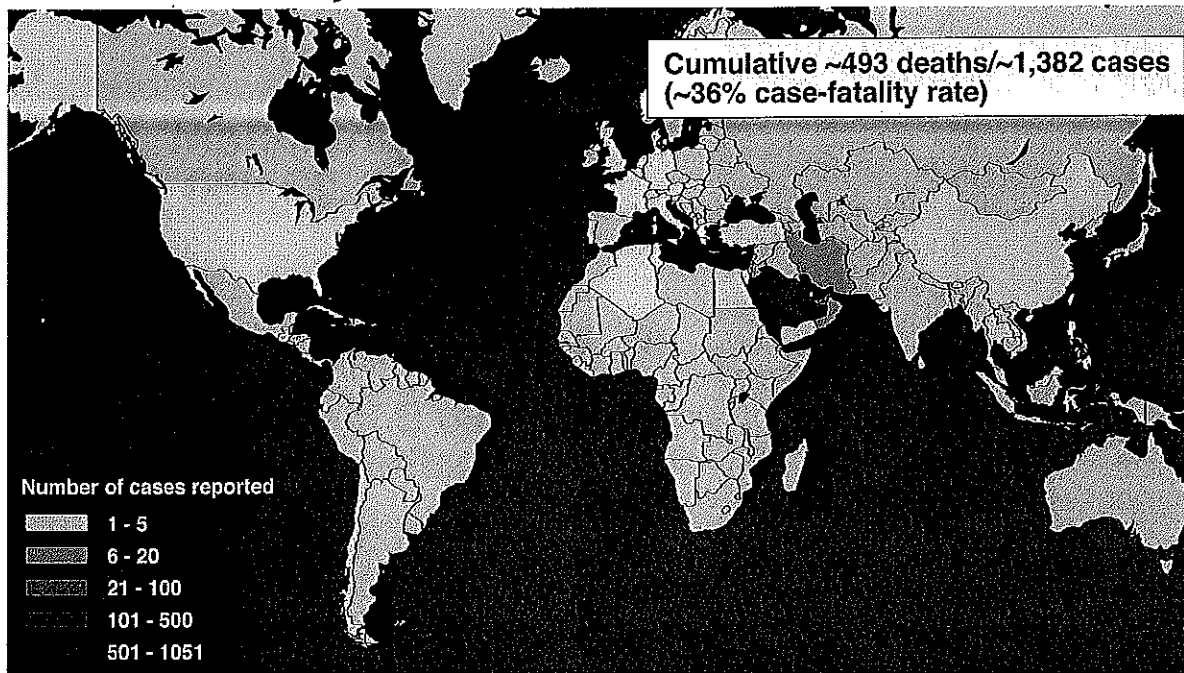 Cumulative ~493 deaths/~1,382 cases
(~36% case-fatality rate)
Number of cases reported
1 - 5
6 - 20
21 - 100
101 - 500
501 - 1051